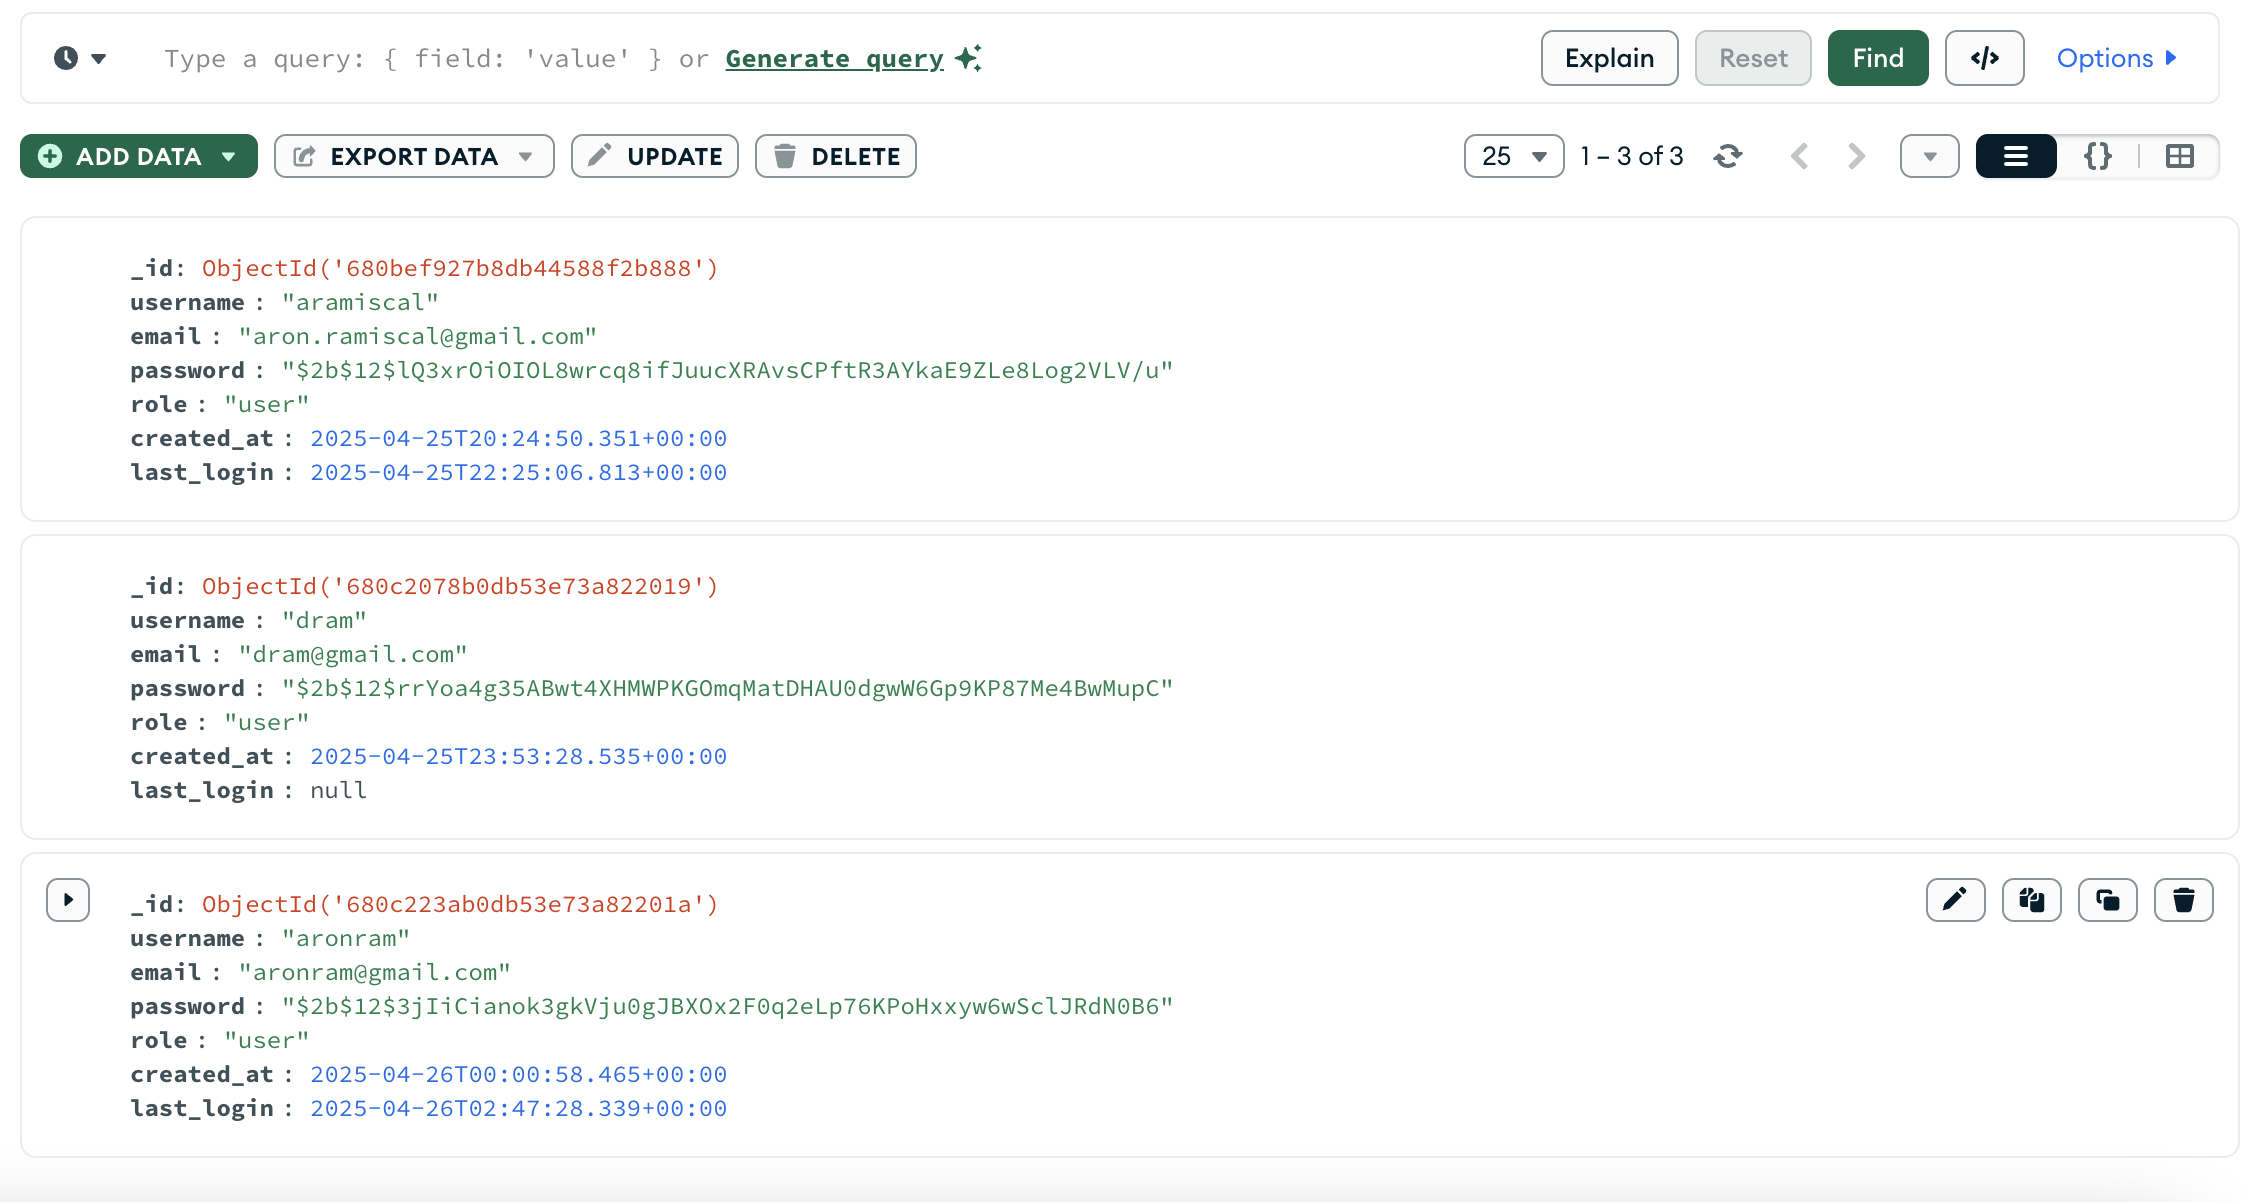 Type a query: { field: 'value' } or Generate query
Explain
Reset
Find
</>
Options
ADD DATA
EXPORT DATA
UPDATE
DELETE
25
1 – 3 of 3
{}
_id: ObjectId('680bef927b8db44588f2b888')
username : "aramiscal"
email : "aron.ramiscal@gmail.com"
password : "$2b$12$lQ3xrOiOIOL8wrcq8ifJuucXRAvsCPftR3AYkaE9ZLe8Log2VLV/u"
role : "user"
created_at : 2025-04-25T20:24:50.351+00:00
last_login : 2025-04-25T22:25:06.813+00:00
_id: ObjectId('680c2078b0db53e73a822019')
username : "dram"
email : "dram@gmail.com"
password : "$2b$12$rrYoa4g35ABwt4XHMWPKGOmqMatDHAU0dgwW6Gp9KP87Me4BwMupC"
role : "user"
created_at : 2025-04-25T23:53:28.535+00:00
last_login : null
_id: ObjectId('680c223ab0db53e73a82201a')
username : "aronram"
email : "aronram@gmail.com"
password : "$2b$12$3jIiCianok3gkVju0gJBXOx2F0q2eLp76KPoHxxyw6wSclJRdN0B6"
role : "user"
created_at : 2025-04-26T00:00:58.465+00:00
last_login : 2025-04-26T02:47:28.339+00:00